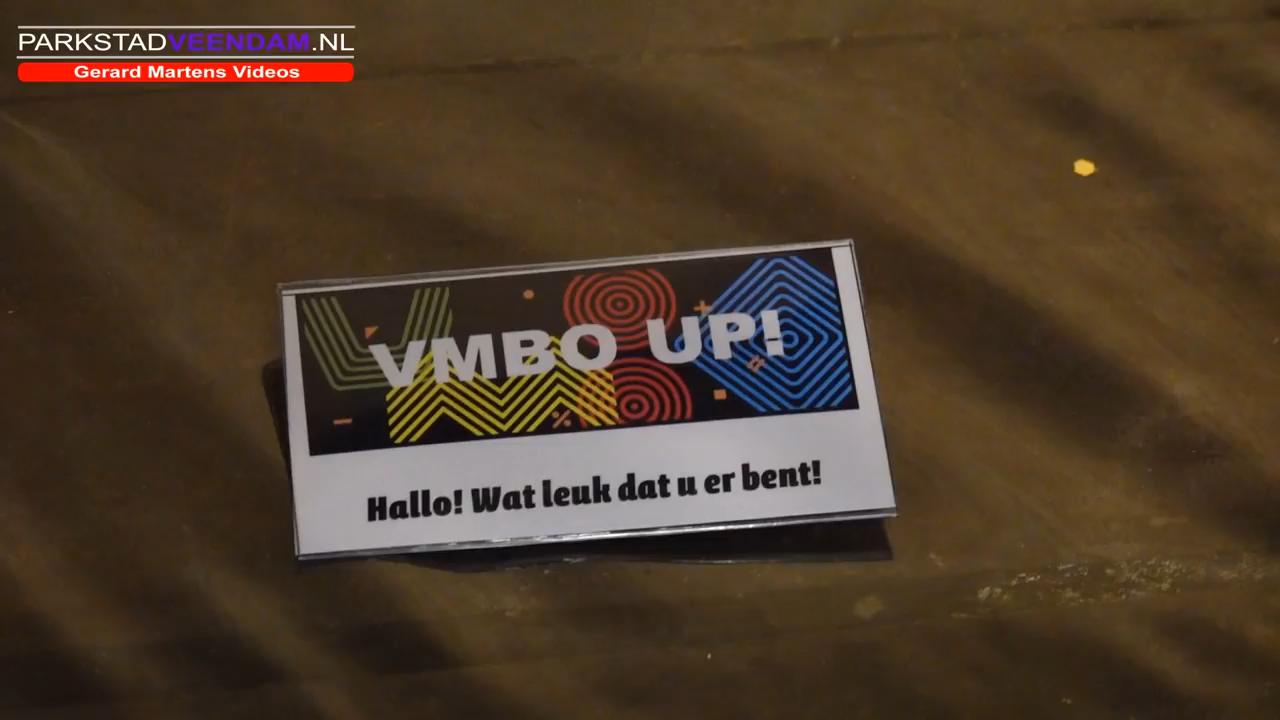 PARKSTADVEENDAM.NL
Gerard Martens Videos
VMBO UP!
Hallo! Wat leuk dat u er bent!